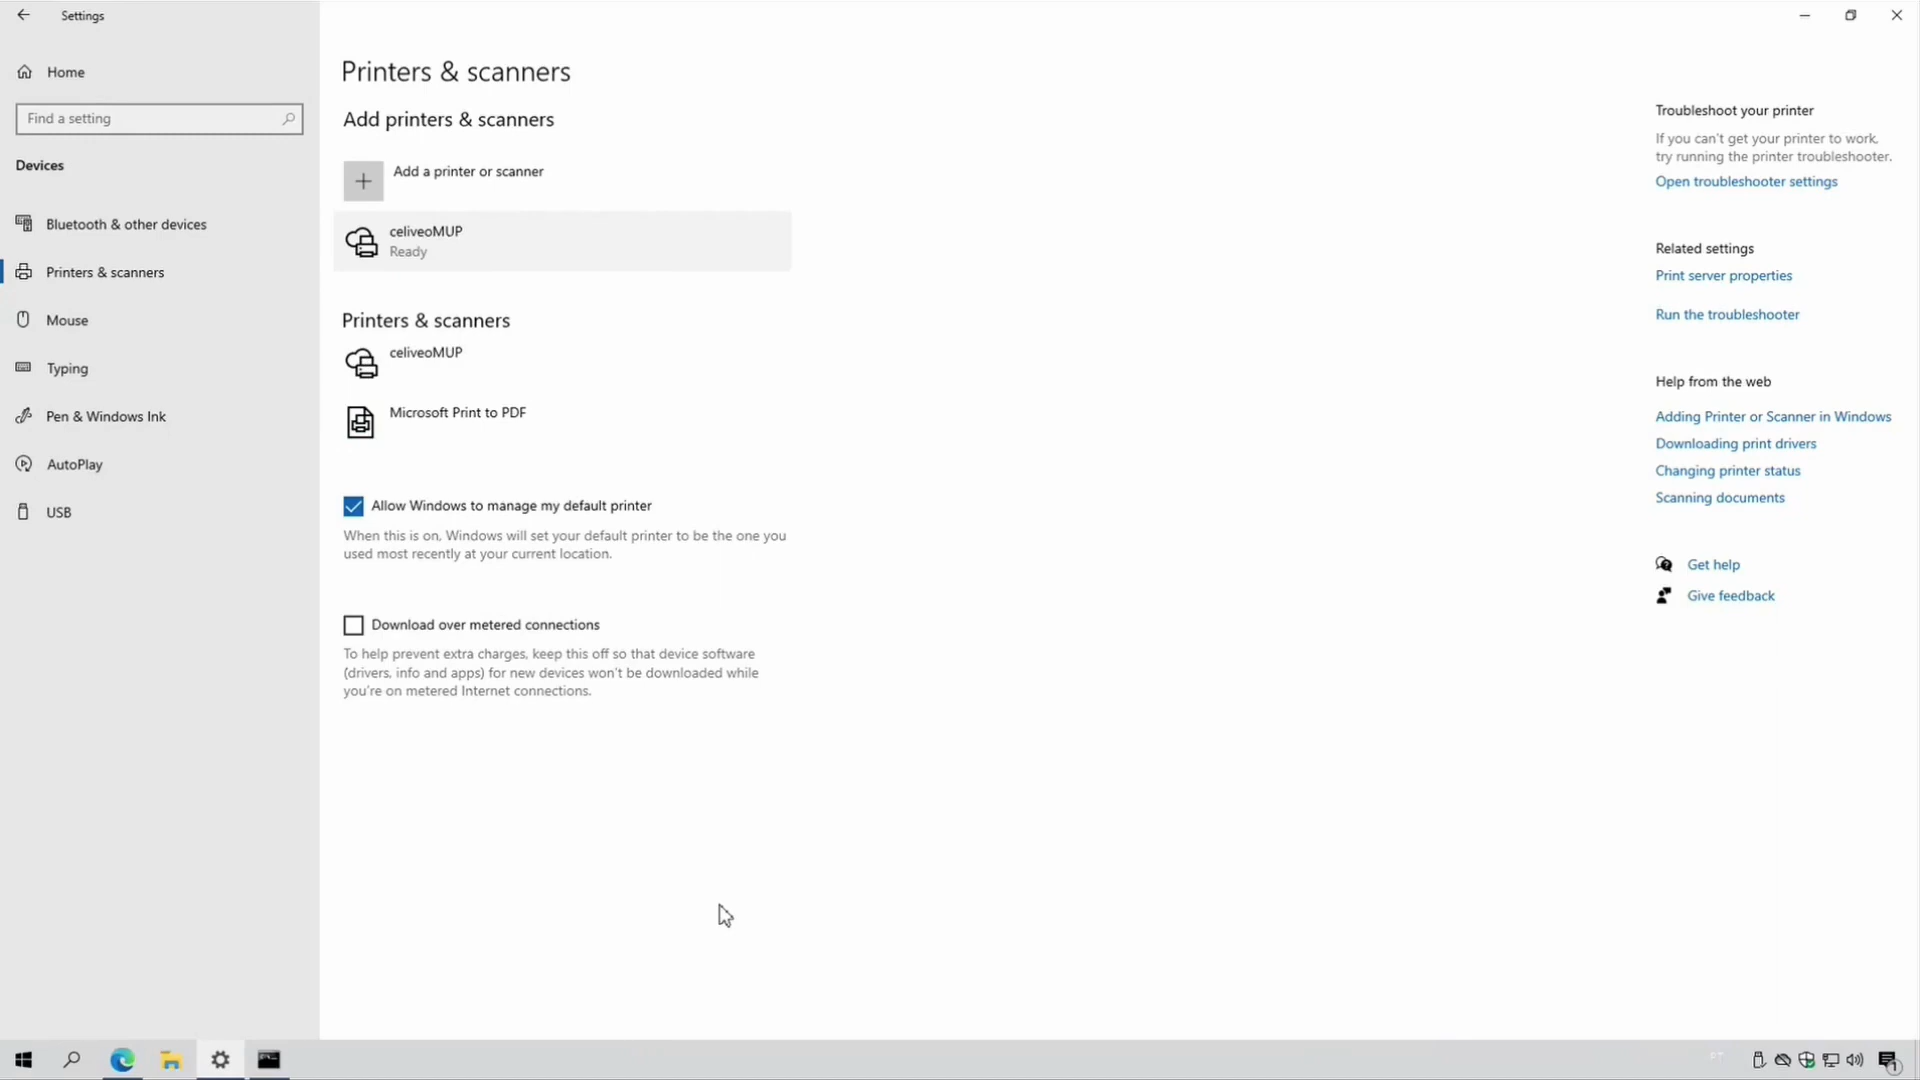 Settings
Home
Find a setting
Devices
Bluetooth & other devices
Printers & scanners
Mouse
Typing
Pen & Windows Ink
AutoPlay
USB
Printers & scanners
Add printers & scanners
Add a printer or scanner
celiveoMUP
Ready
Printers & scanners
celiveoMUP
Microsoft Print to PDF
Allow Windows to manage my default printer
When this is on, Windows will set your default printer to be the one you
used most recently at your current location.
Download over metered connections
To help prevent extra charges, keep this off so that device software
(drivers, info and apps) for new devices won't be downloaded while
you're on metered Internet connections.
Troubleshoot your printer
If you can't get your printer to work,
try running the printer troubleshooter.
Open troubleshooter settings
Related settings
Print server properties
Run the troubleshooter
Help from the web
Adding Printer or Scanner in Windows
Downloading print drivers
Changing printer status
Scanning documents
Get help
Give feedback
1